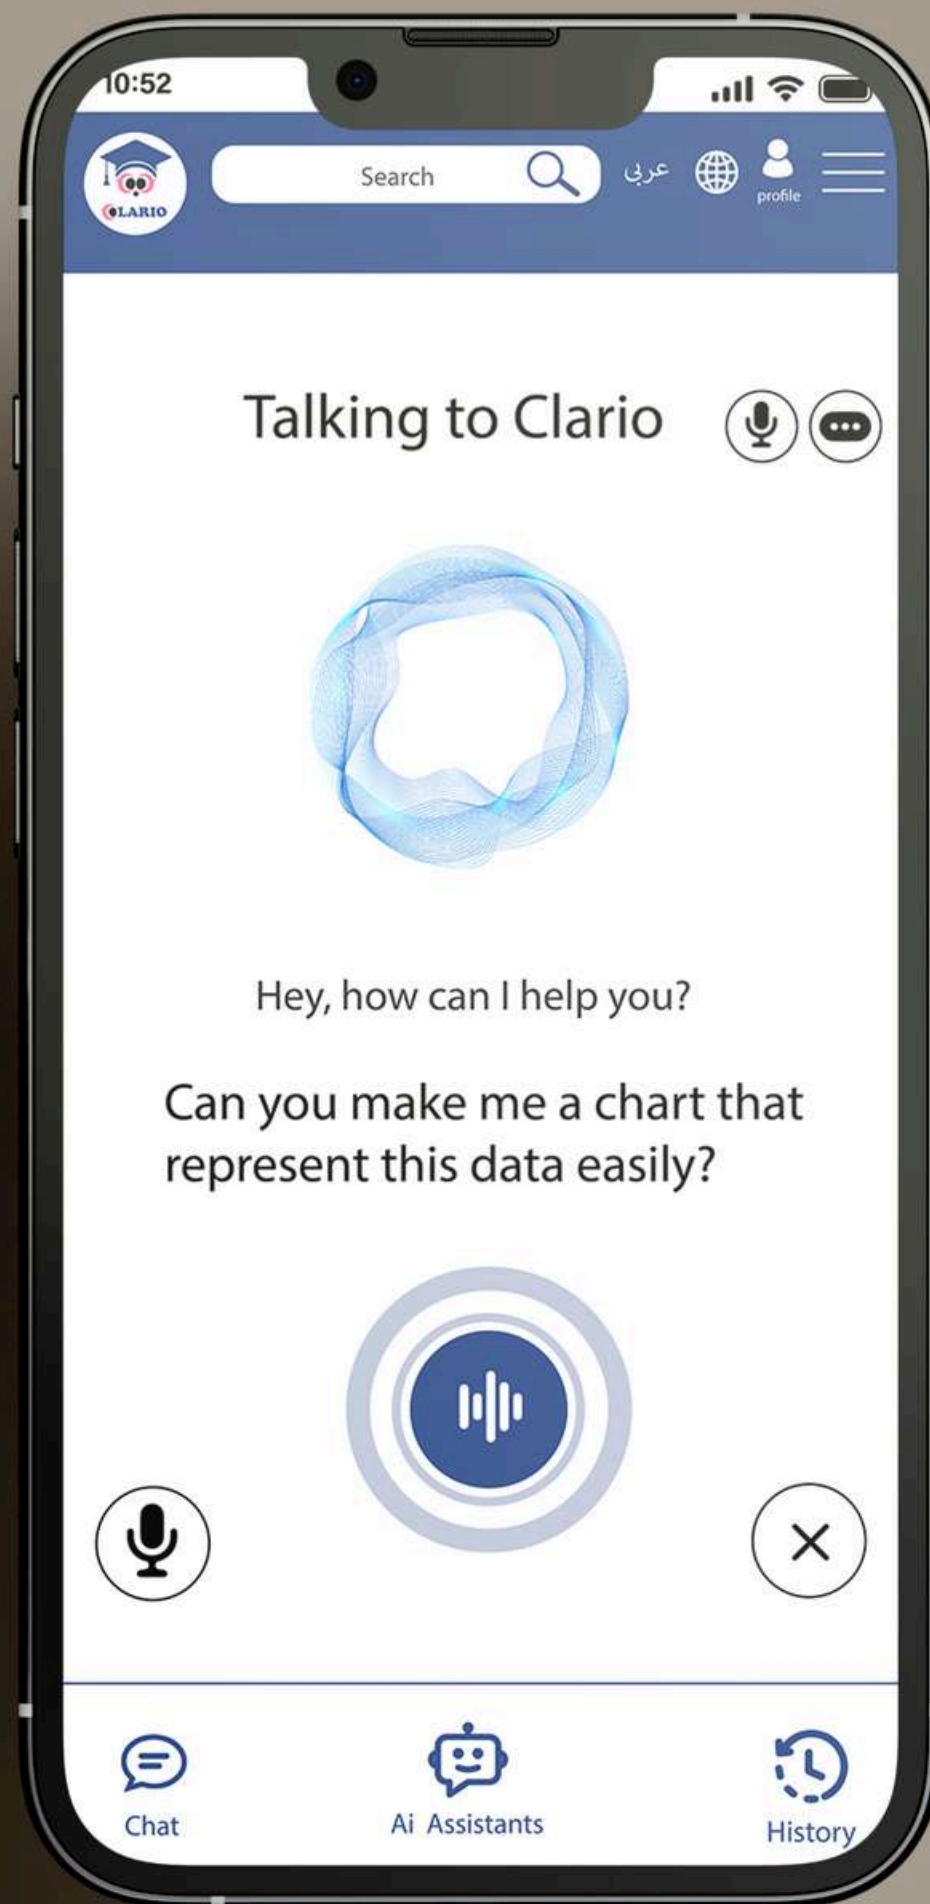 10:52
CLARIO
Search
عربى
profile
Talking to Clario
Hey, how can I help you?
Can you make me a chart that
represent this data easily?
Chat
Ai Assistants
History